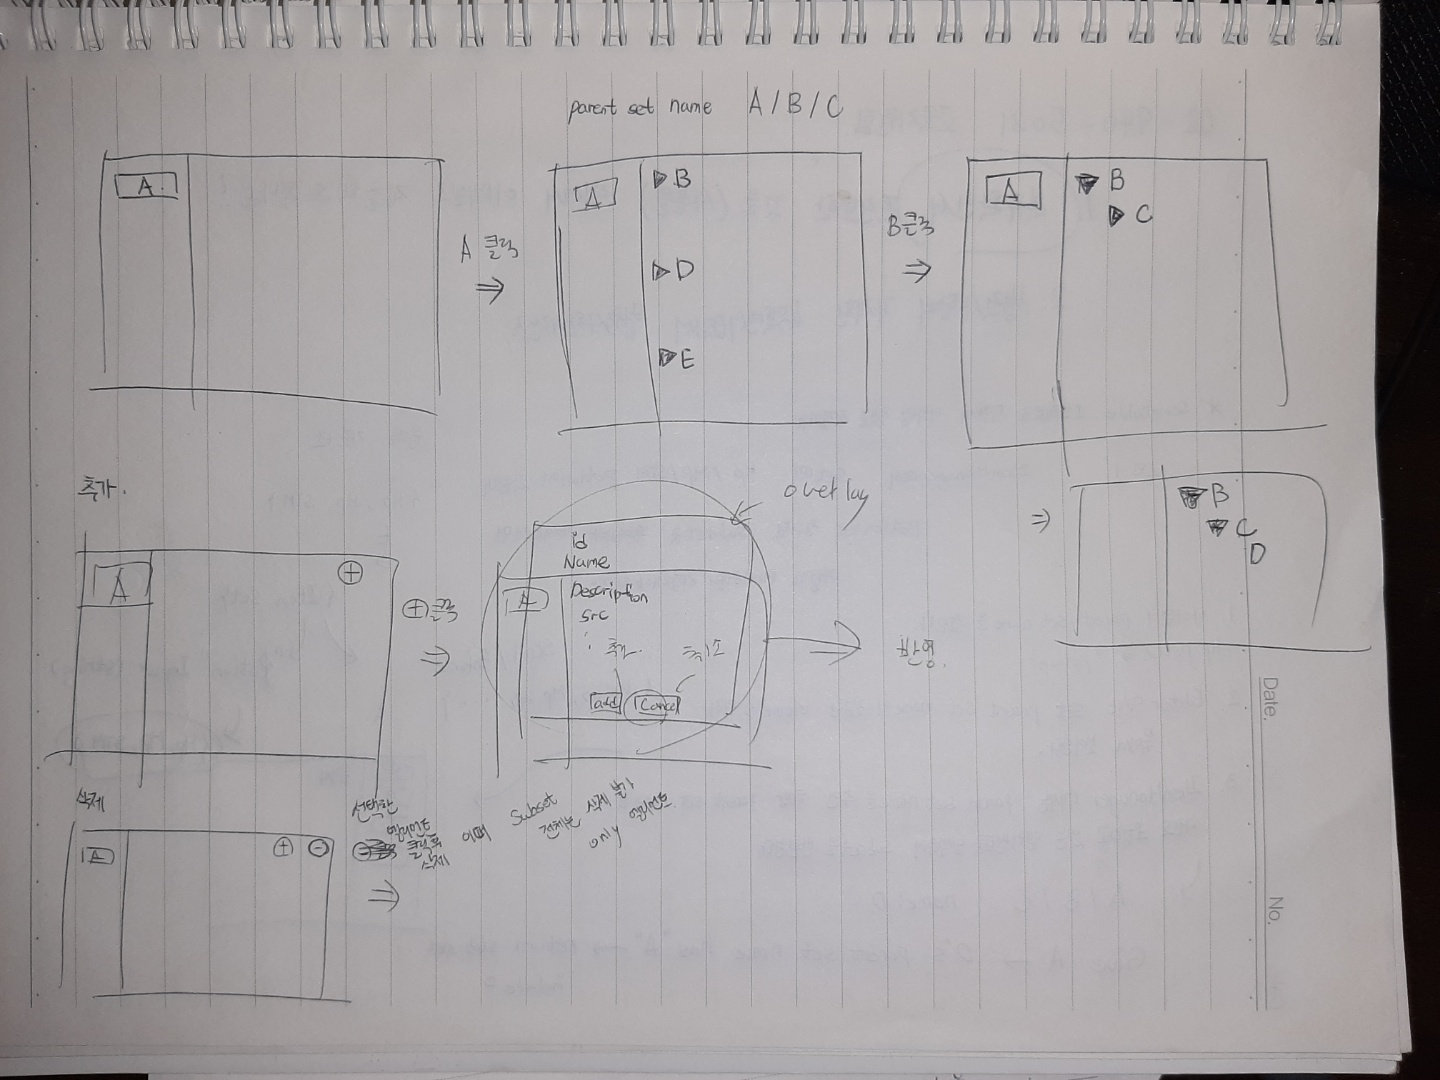 parent set name A / B / C
A
A 클릭
⇒
A
▶ B
▶ D
▶ E
B클릭
⇒
A
▼ B
▶ C
⇒
▼ B
▼ C
D
추가.
A
⊕
⊕클릭
⇒
overlay
id
Name
A
Description
src
추가.
취소
add
Cancel
→
반영.
삭제
A
⊕ ⊖
선택한
엘리먼트
클릭 후
삭제
⇒
이때
Subset
전체는 삭제 불가
only 엘리먼트.
Date.
No.